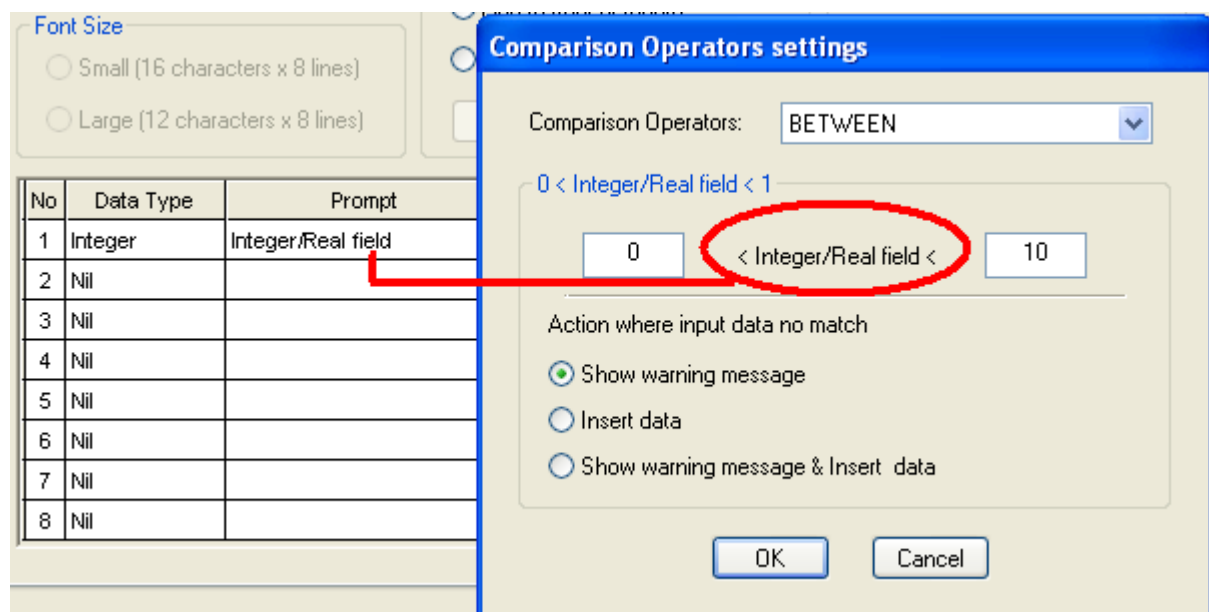 Font Size
Small (16 characters x 8 lines)
Large (12 characters x 8 lines)
No Data Type Prompt
1 Integer Integer/Real field
2 Nil
3 Nil
4 Nil
5 Nil
6 Nil
7 Nil
8 Nil
Comparison Operators settings
Comparison Operators: BETWEEN
0 < Integer/Real field < 1
0 < Integer/Real field < 10
Action where input data no match
Show warning message
Insert data
Show warning message & Insert data
OK Cancel